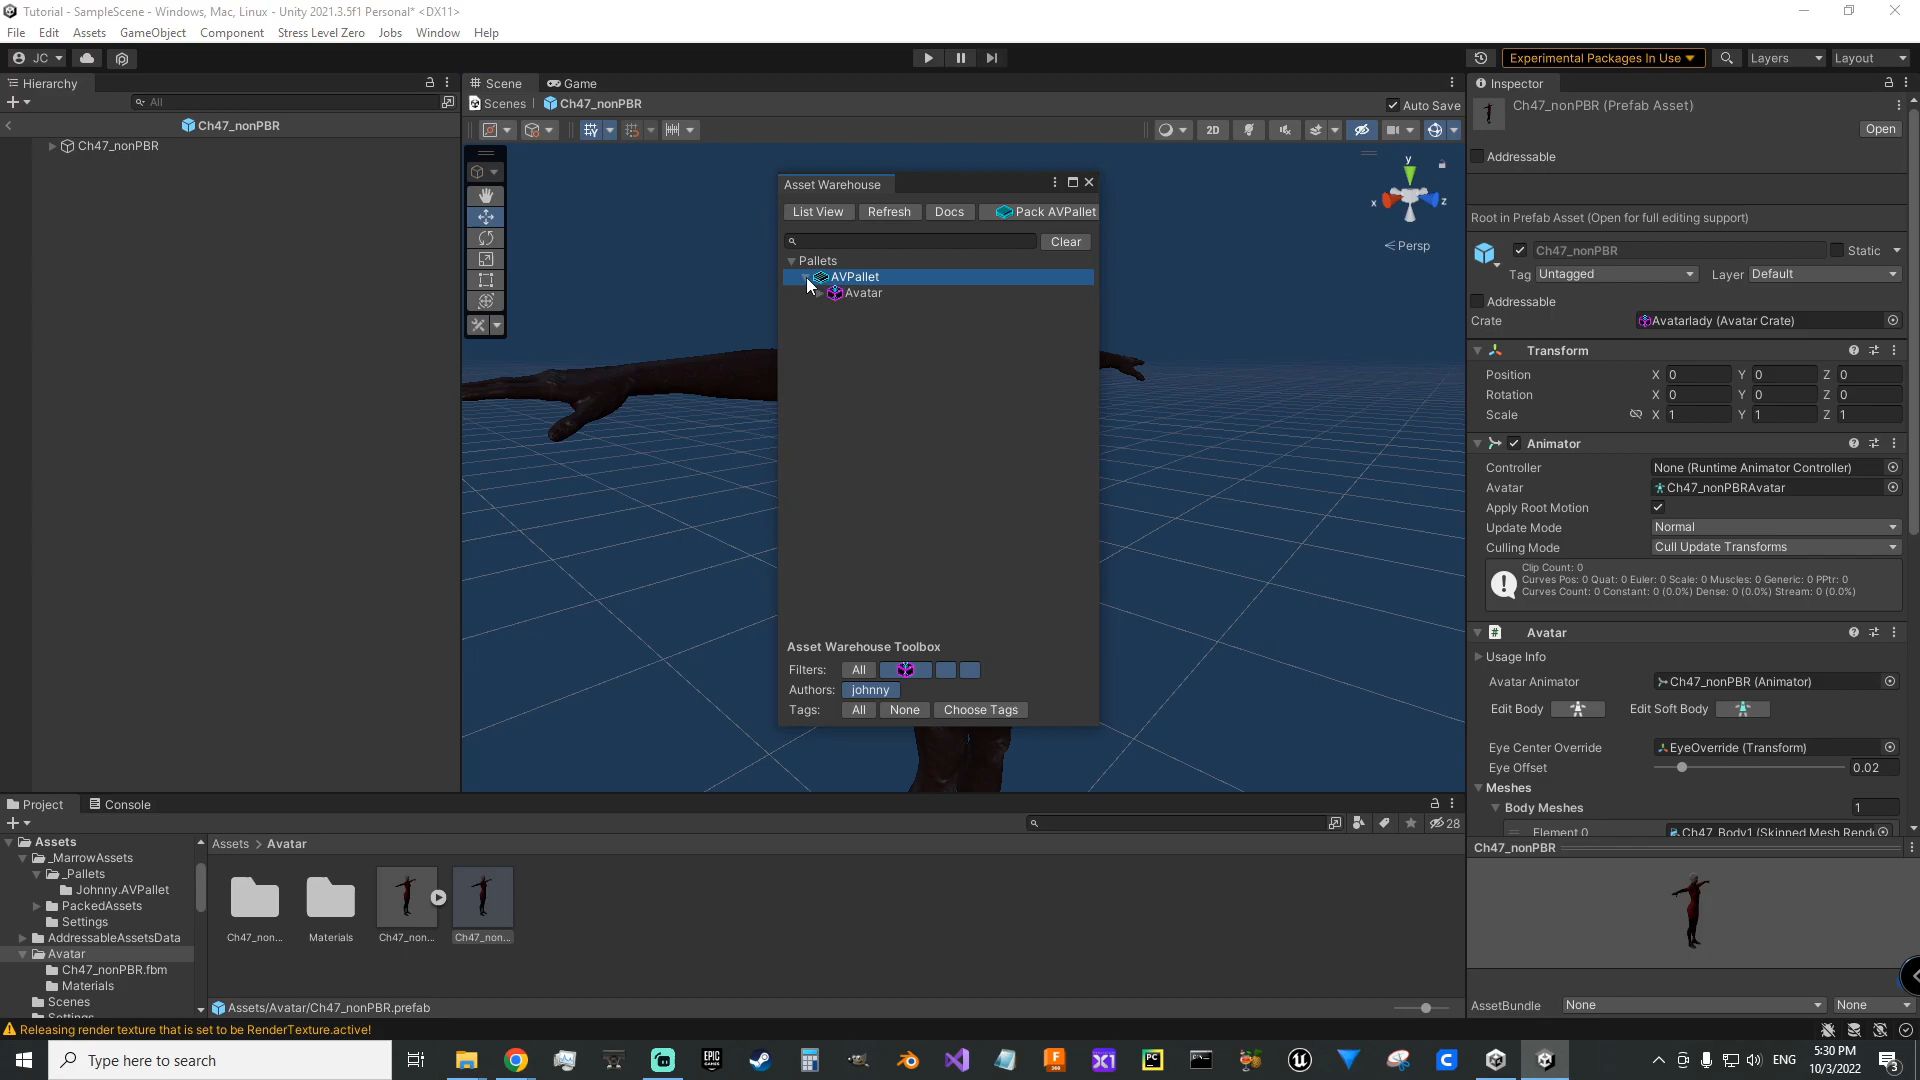 Tutorial - SampleScene - Windows, Mac, Linux - Unity 2021.3.5f1 Personal* <DX11>
File Edit Assets GameObject Component Stress Level Zero Jobs Window Help
JC
Experimental Packages In Use
Layers
Layout
Hierarchy
All
Ch47_nonPBR
Ch47_nonPBR
Scene
Game
Scenes
Ch47_nonPBR
Auto Save
2D
y
x
z
Persp
Asset Warehouse
List View
Refresh
Docs
Pack AVPallet
Clear
Pallets
AVPallet
Avatar
Asset Warehouse Toolbox
Filters: All
Authors: johnny
Tags: All None Choose Tags
Inspector
Ch47_nonPBR (Prefab Asset)
Open
Addressable
Root in Prefab Asset (Open for full editing support)
Ch47_nonPBR
Static
Tag Untagged Layer Default
Addressable
Crate Avatarlady (Avatar Crate)
Transform
Position X 0 Y 0 Z 0
Rotation X 0 Y 0 Z 0
Scale X 1 Y 1 Z 1
Animator
Controller None (Runtime Animator Controller)
Avatar Ch47_nonPBRAvatar
Apply Root Motion
Update Mode Normal
Culling Mode Cull Update Transforms
Clip Count: 0
Curves Pos: 0 Quat: 0 Euler: 0 Scale: 0 Muscles: 0 Generic: 0 PPtr: 0
Curves Count: 0 Constant: 0 (0.0%) Dense: 0 (0.0%) Stream: 0 (0.0%)
# Avatar
Usage Info
Avatar Animator Ch47_nonPBR (Animator)
Edit Body Edit Soft Body
Eye Center Override EyeOverride (Transform)
Eye Offset 0.02
Meshes
Body Meshes 1
Element 0 Ch47_Body1 (Skinned Mesh Rend
Ch47_nonPBR
AssetBundle None None
Project
Console
28
Assets
_MarrowAssets
_Pallets
Johnny.AVPallet
PackedAssets
Settings
AddressableAssetsData
Avatar
Ch47_nonPBR.fbm
Materials
Scenes
Settings
Assets > Avatar
Ch47_non...
Materials
Ch47_non...
Ch47_non...
Assets/Avatar/Ch47_nonPBR.prefab
Releasing render texture that is set to be RenderTexture.active!
Type here to search
EPIC GAMES
F
360
X1
PC
C
ENG
5:30 PM
10/3/2022
3